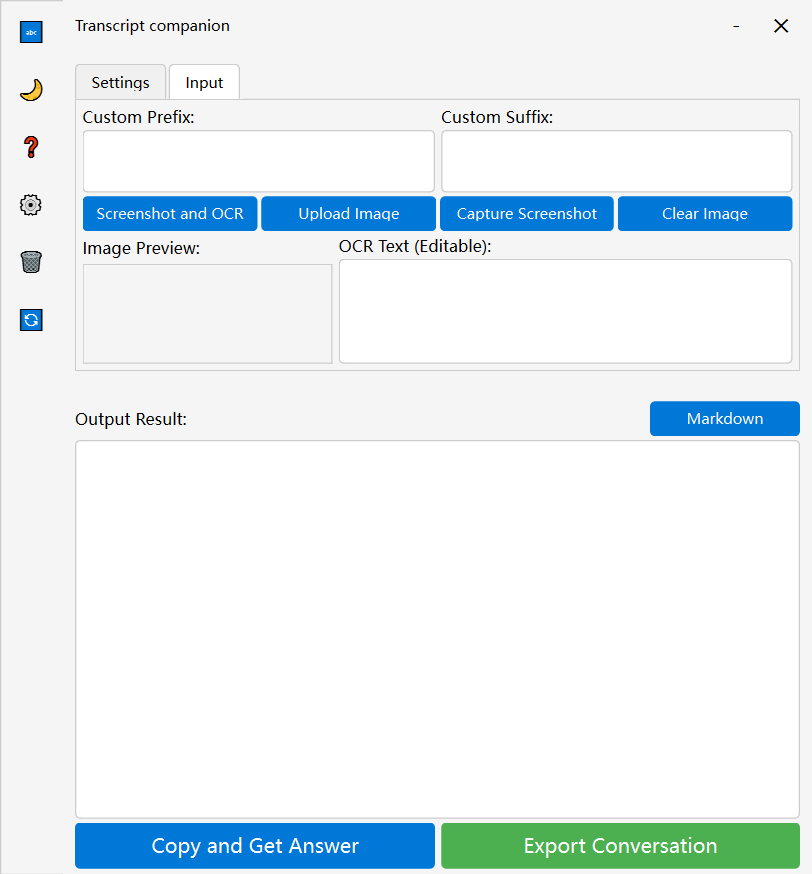 abc
Transcript companion
Settings
Input
Custom Prefix:
Custom Suffix:
Screenshot and OCR
Upload Image
Capture Screenshot
Clear Image
Image Preview:
OCR Text (Editable):
Output Result:
Markdown
Copy and Get Answer
Export Conversation